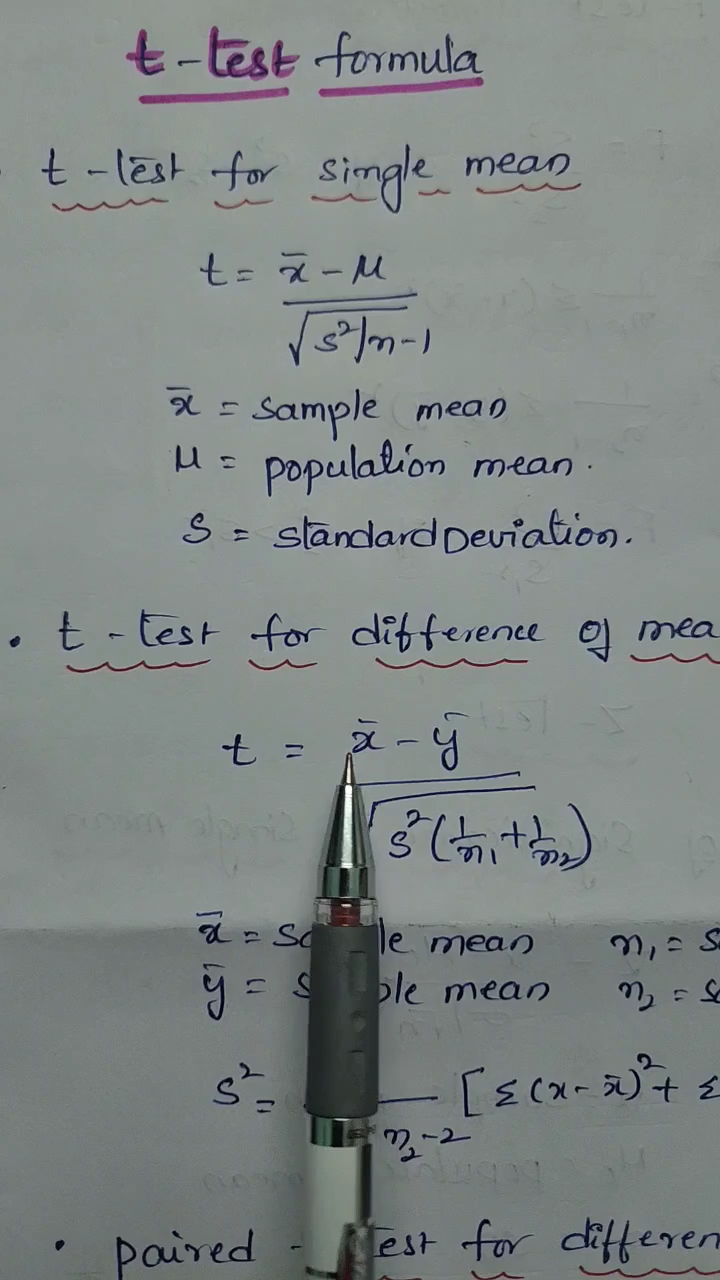 t-test formula
t-test for single mean
t = x̄ - μ
√s²/n-1
x̄ = sample mean
μ = population mean.
S = standard Deviation.
• t-test for difference of mea
t = x̄ - ȳ
√s²(1/n₁ + 1/n₂)
x̄ = le mean n₁ = s
ȳ = s ple mean n₂ = s
S² = [Σ(x-x̄)² + Σ
n₂-2
• paired - est for differen